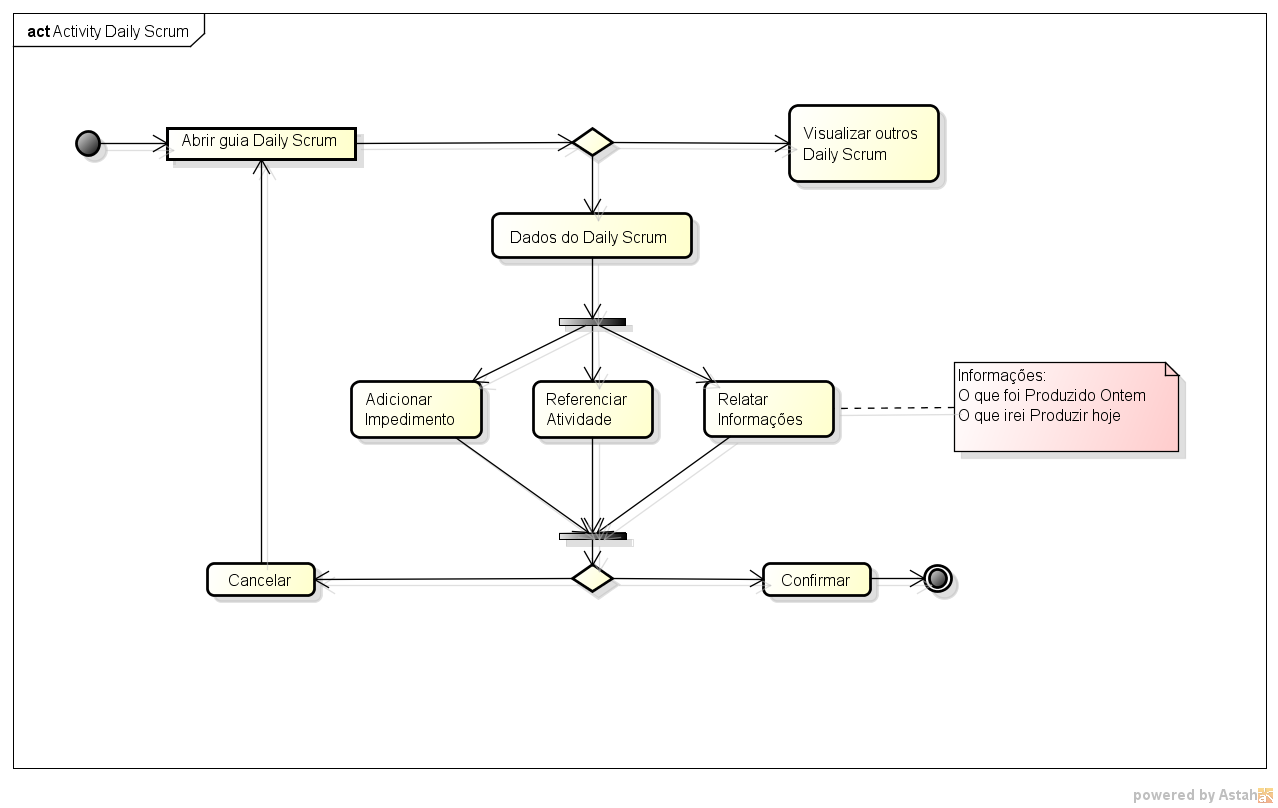 act Activity Daily Scrum
Abrir guia Daily Scrum
Visualizar outros
Daily Scrum
Dados do Daily Scrum
Adicionar
Impedimento
Referenciar
Atividade
Relatar
Informações
Informações:
O que foi Produzido Ontem
O que irei Produzir hoje
Cancelar
Confirmar
powered by Astah